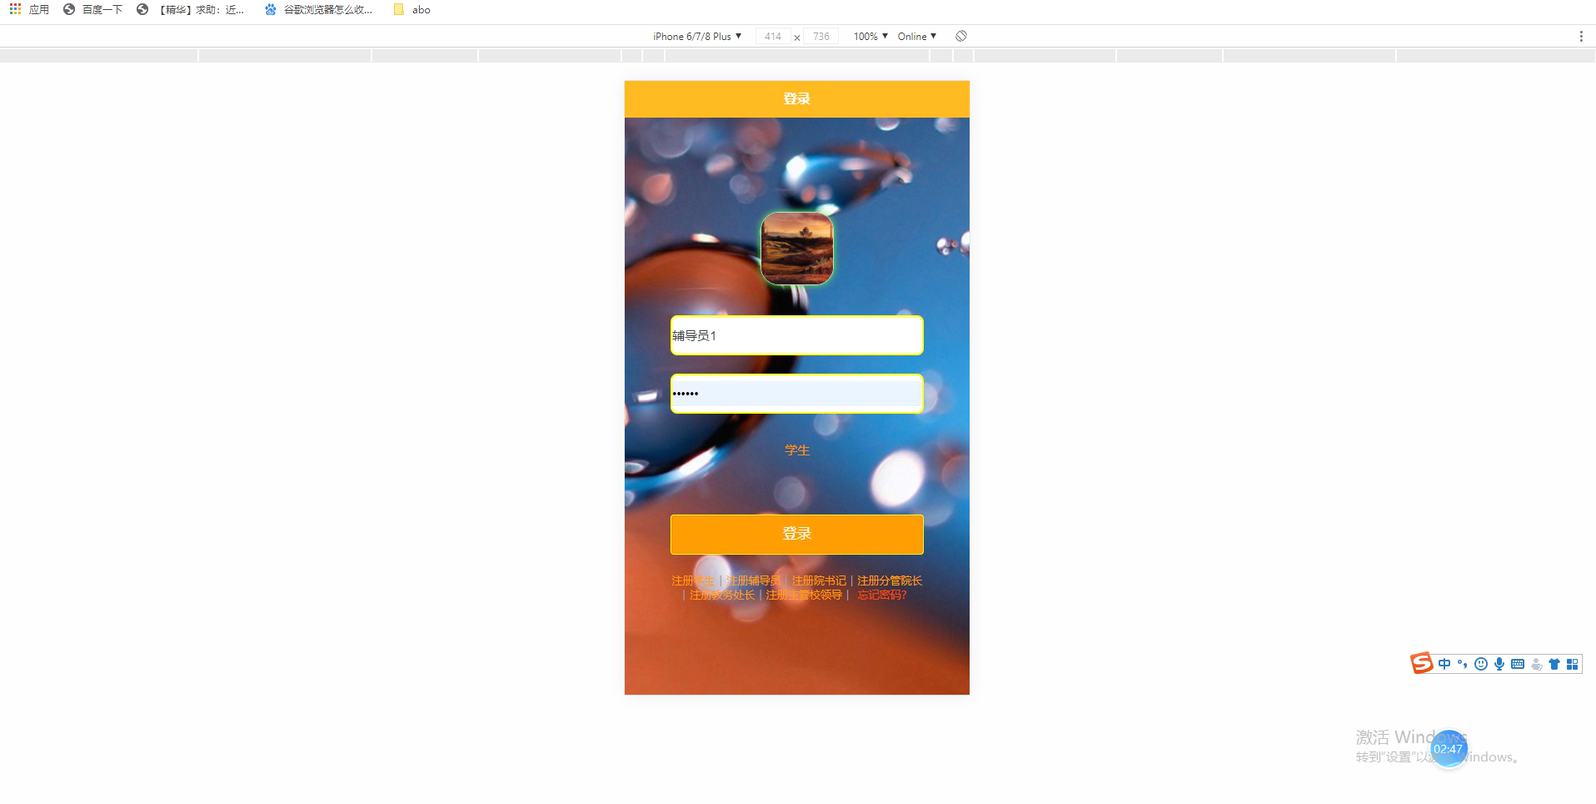 应用 百度一下 【精华】求助：近... 谷歌浏览器怎么收... abo
iPhone 6/7/8 Plus ▼ 414 x 736 100% ▼ Online ▼
登录
辅导员1
••••••
学生
登录
注册学生 | 注册辅导员 | 注册院书记 | 注册分管院长
| 注册教务处长 | 注册主管校领导 | 忘记密码?
中
激活 Windows
转到"设置"以 Windows。
02:47